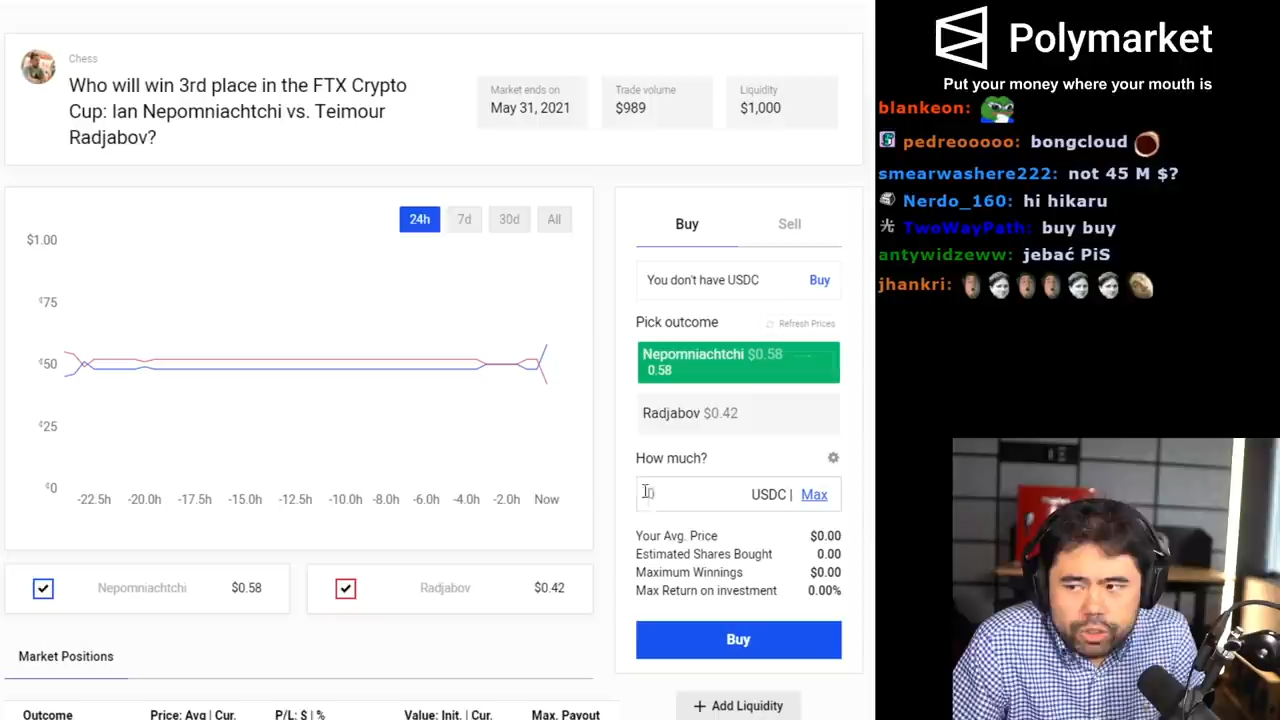 Chess
Who will win 3rd place in the FTX Crypto
Cup: Ian Nepomniachtchi vs. Teimour
Radjabov?
Market ends on
May 31, 2021
Trade volume
$989
Liquidity
$1,000
24h
7d
30d
All
$1.00
¢75
¢50
¢25
¢0
-22.5h
-20.0h
-17.5h
-15.0h
-12.5h
-10.0h
-8.0h
-6.0h
-4.0h
-2.0h
Now
Nepomniachtchi
$0.58
Radjabov
$0.42
Market Positions
Outcome
Price: Avg | Cur.
P/L: $ | %
Value: Init. | Cur.
Max. Payout
Buy
Sell
You don't have USDC
Buy
Pick outcome
Refresh Prices
Nepomniachtchi $0.58
0.58
Radjabov $0.42
How much?
0
USDC | Max
Your Avg. Price $0.00
Estimated Shares Bought 0.00
Maximum Winnings $0.00
Max Return on investment 0.00%
Buy
+ Add Liquidity
Polymarket
Put your money where your mouth is
blankeon:
pedreooooo: bongcloud
smearwashere222: not 45 M $?
Nerdo_160: hi hikaru
TwoWayPath: buy buy
antywidzeww: jebać PiS
jhankri: